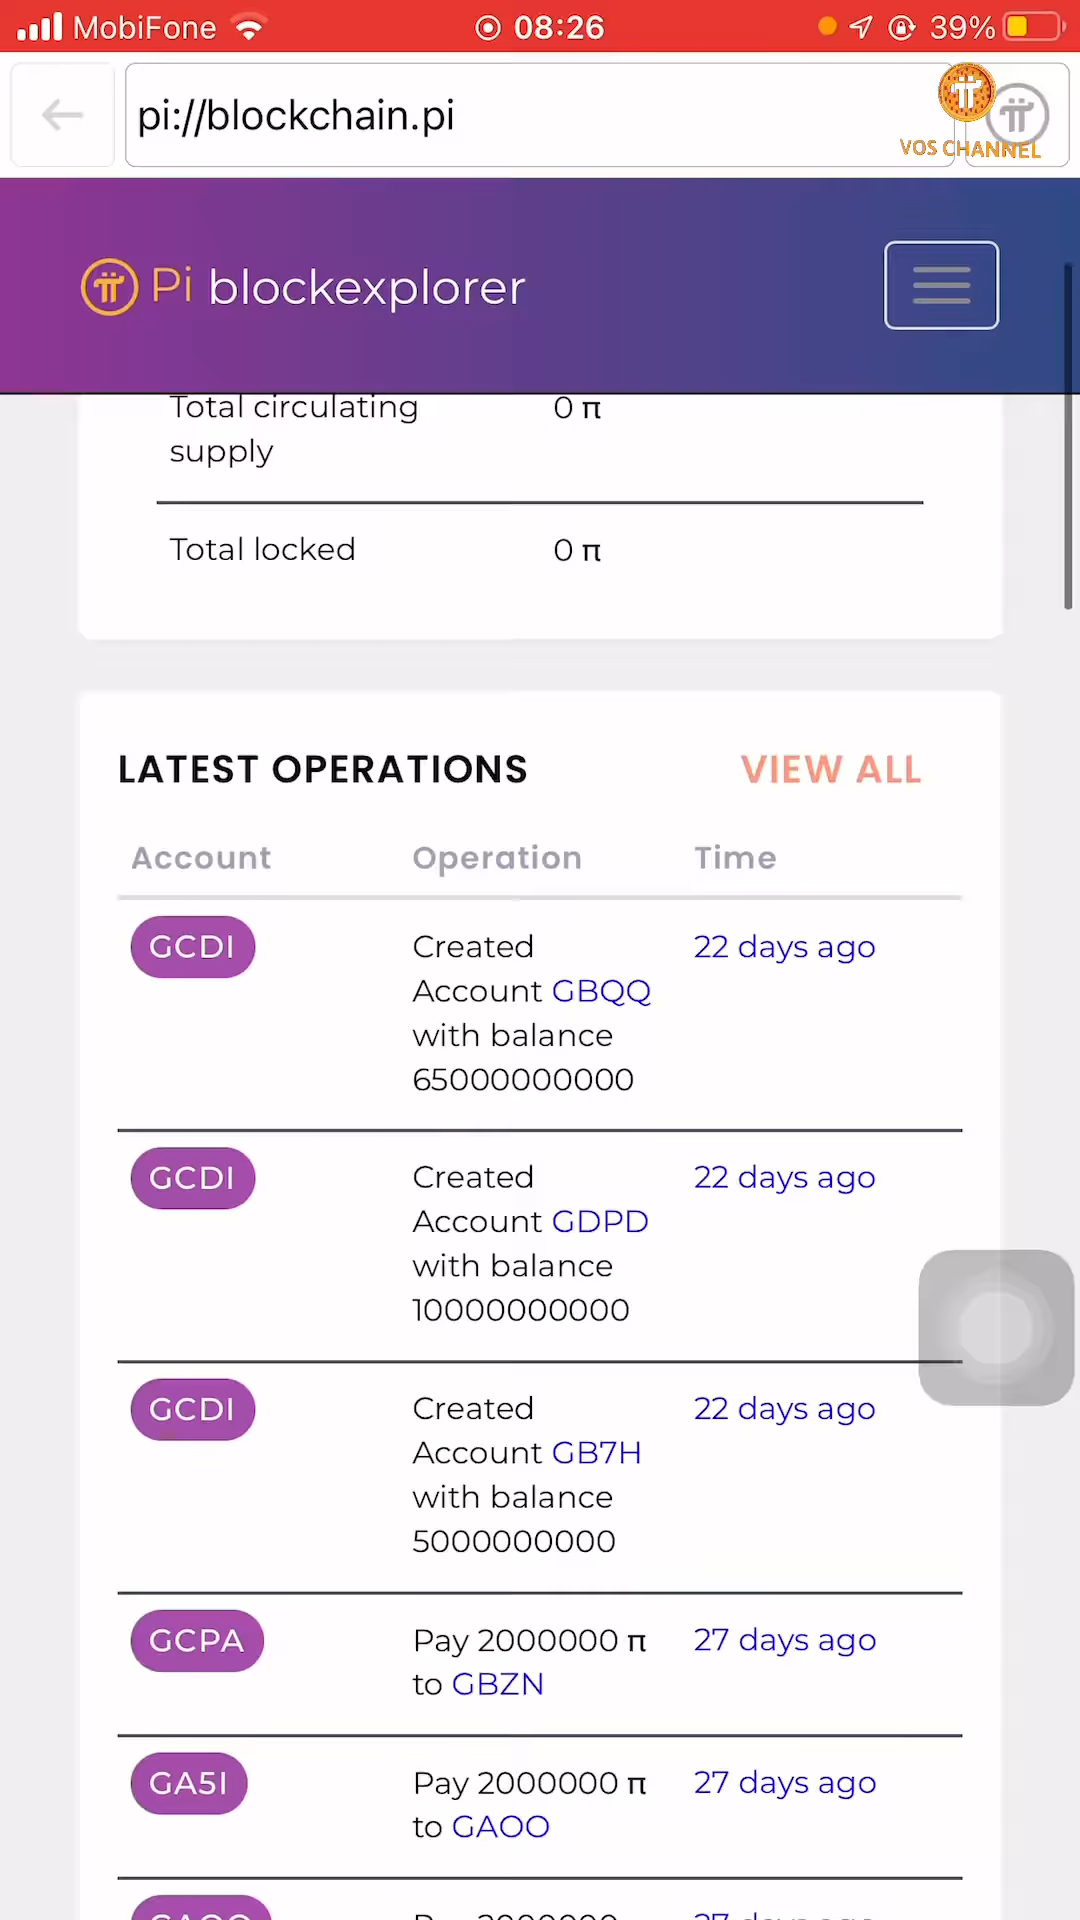 MobiFone 08:26 39%
pi://blockchain.pi
VOS CHANNEL
Pi blockexplorer
Total circulating 0 π
supply
Total locked 0 π
LATEST OPERATIONS VIEW ALL
Account Operation Time
GCDI Created 22 days ago
Account GBQQ
with balance
65000000000
GCDI Created 22 days ago
Account GDPD
with balance
10000000000
GCDI Created 22 days ago
Account GB7H
with balance
5000000000
GCPA Pay 2000000 π 27 days ago
to GBZN
GA5I Pay 2000000 π 27 days ago
to GAOO